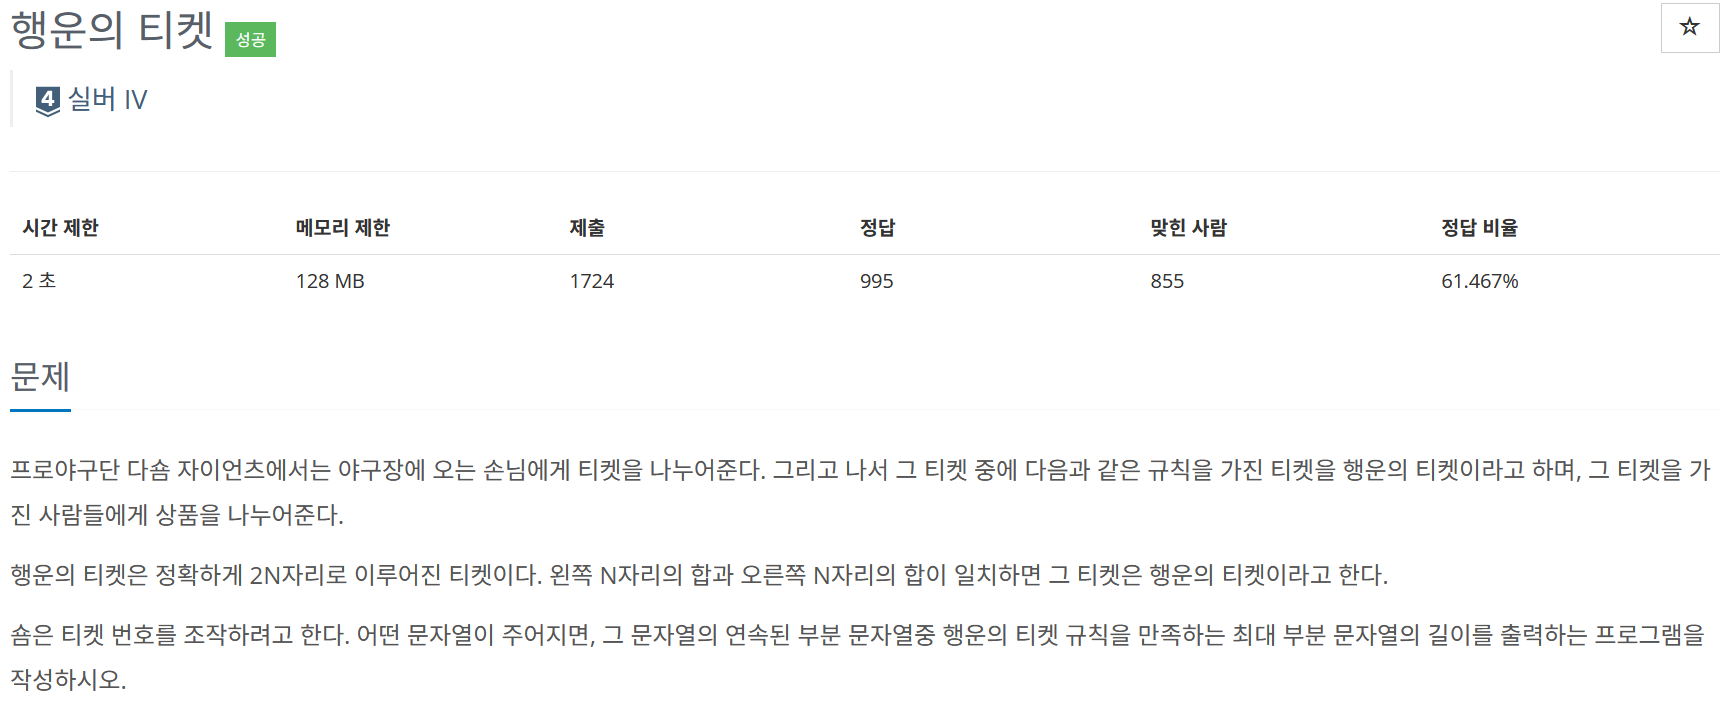 행운의 티켓 성공
☆
4 실버 IV
시간 제한 메모리 제한 제출 정답 맞힌 사람 정답 비율
2 초 128 MB 1724 995 855 61.467%
문제
프로야구단 다솜 자이언츠에서는 야구장에 오는 손님에게 티켓을 나누어준다. 그리고 나서 그 티켓 중에 다음과 같은 규칙을 가진 티켓을 행운의 티켓이라고 하며, 그 티켓을 가
진 사람들에게 상품을 나누어준다.
행운의 티켓은 정확하게 2N자리로 이루어진 티켓이다. 왼쪽 N자리의 합과 오른쪽 N자리의 합이 일치하면 그 티켓은 행운의 티켓이라고 한다.
솜은 티켓 번호를 조작하려고 한다. 어떤 문자열이 주어지면, 그 문자열의 연속된 부분 문자열중 행운의 티켓 규칙을 만족하는 최대 부분 문자열의 길이를 출력하는 프로그램을
작성하시오.